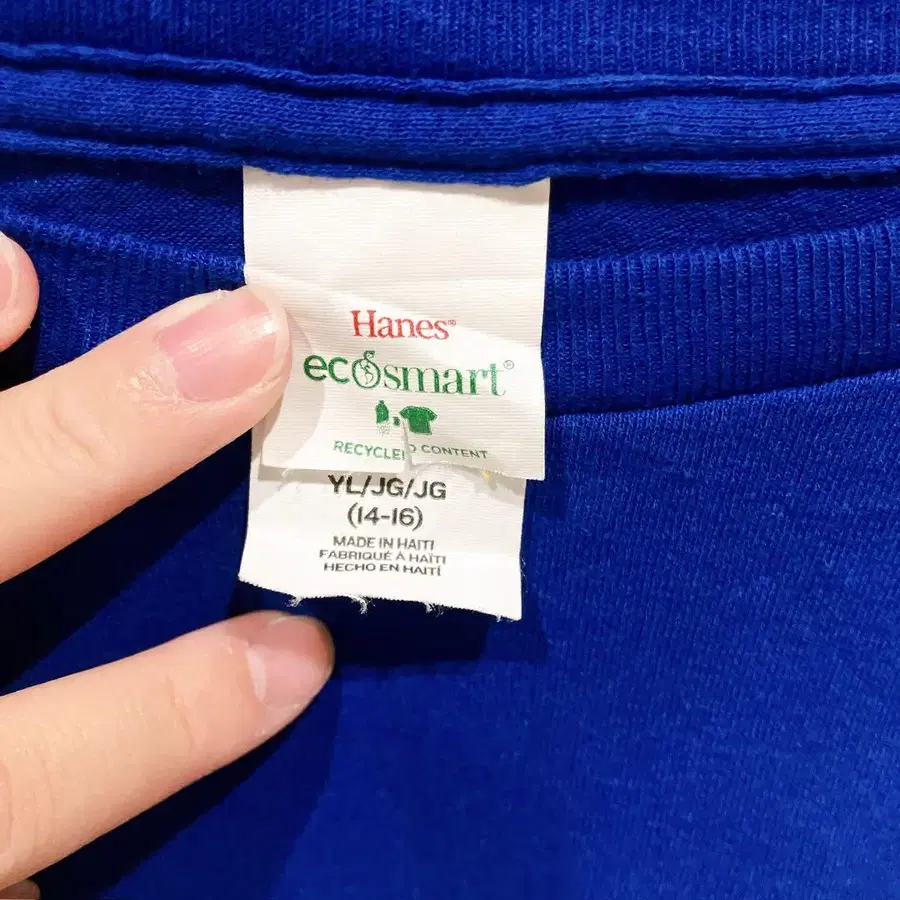 Hanes®
ecosmart®
RECYCLED CONTENT
YL/JG/JG
(14-16)
MADE IN HAITI
FABRIQUÉ À HAÏTI
HECHO EN HAITÍ